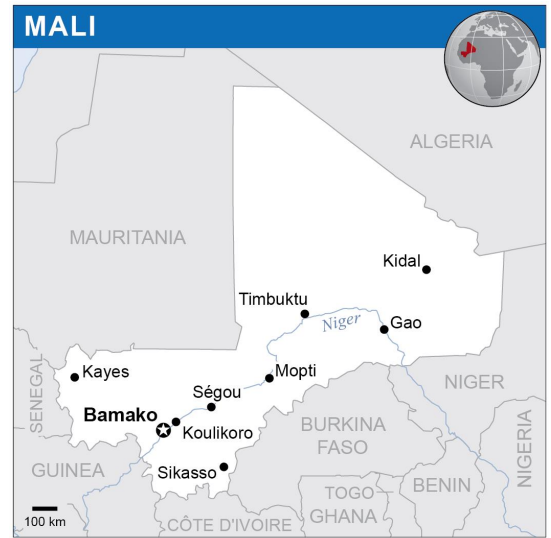 MALI
ALGERIA
MAURITANIA
Kidal
Timbuktu
Niger
Gao
SENEGAL
Kayes
Mopti
NIGER
Ségou
Bamako
Koulikoro
BURKINA
FASO
NIGERIA
GUINEA
Sikasso
BENIN
TOGO
GHANA
CÔTE D'IVOIRE
100 km